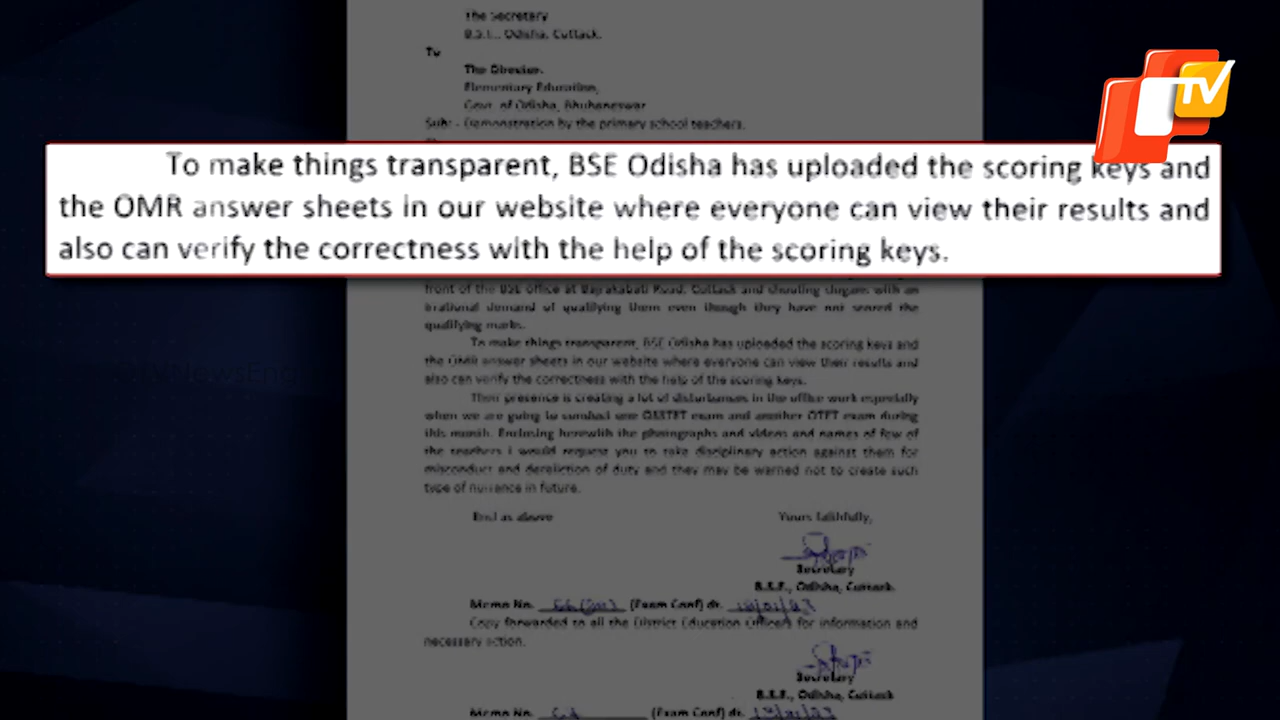 The Secretary
B.S.E., Odisha, Cuttack.
To
The Director,
Elementary Education,
Govt. of Odisha, Bhubaneswar
Sub: - Demonstration by the primary school teachers.
TV
To make things transparent, BSE Odisha has uploaded the scoring keys and
the OMR answer sheets in our website where everyone can view their results and
also can verify the correctness with the help of the scoring keys.
front of the BSE office at Bajrakabati Road, Cuttack and shouting slogans with an
irrational demand of qualifying them even though they have not scored the
qualifying marks.
To make things transparent, BSE Odisha has uploaded the scoring keys and
the OMR answer sheets in our website where everyone can view their results and
also can verify the correctness with the help of the scoring keys.
Their presence is creating a lot of disturbances in the office work especially
when we are going to conduct one OSSTET exam and another OTET exam during
this month. Enclosing herewith the photographs and videos and names of few of
the teachers I would request you to take disciplinary action against them for
misconduct and dereliction of duty and they may be warned not to create such
type of nuisance in future.
Encl as above
Yours faithfully,
Secretary
B.S.E., Odisha, Cuttack
Memo No. (Exam Conf) dt.
Copy forwarded to all the District Education Officers for information and
necessary action.
Secretary
B.S.E., Odisha, Cuttack
Memo No. (Exam Conf) dt.